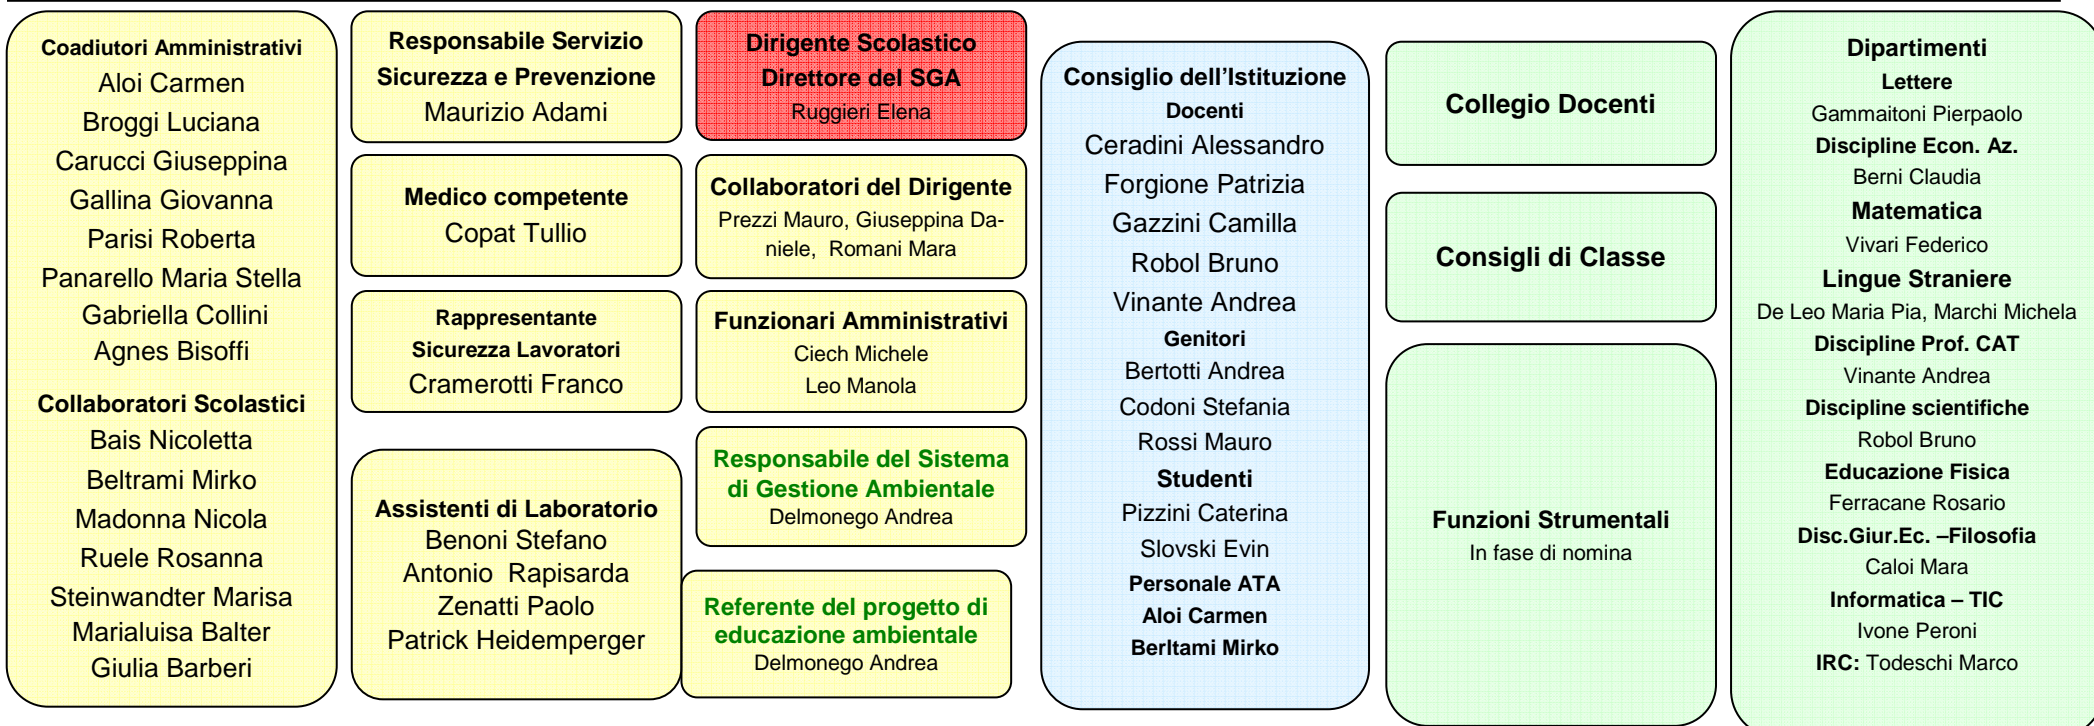 Coadiutori Amministrativi
Aloi Carmen
Broggi Luciana
Carucci Giuseppina
Gallina Giovanna
Parisi Roberta
Panarello Maria Stella
Gabriella Collini
Agnes Bisoffi
Collaboratori Scolastici
Bais Nicoletta
Beltrami Mirko
Madonna Nicola
Ruele Rosanna
Steinwandter Marisa
Marialuisa Balter
Giulia Barberi
Responsabile Servizio
Sicurezza e Prevenzione
Maurizio Adami
Medico competente
Copat Tullio
Rappresentante
Sicurezza Lavoratori
Cramerotti Franco
Assistenti di Laboratorio
Benoni Stefano
Antonio  Rapisarda
Zenatti Paolo
Patrick Heidemperger
Dirigente Scolastico
Direttore del SGA
Ruggieri Elena
Collaboratori del Dirigente
Prezzi Mauro, Giuseppina Da-
niele,  Romani Mara
Funzionari Amministrativi
Ciech Michele
Leo Manola
Responsabile del Sistema
di Gestione Ambientale
Delmonego Andrea
Referente del progetto di
educazione ambientale
Delmonego Andrea
Consiglio dell’Istituzione
Docenti
Ceradini Alessandro
Forgione Patrizia
Gazzini Camilla
Robol Bruno
Vinante Andrea
Genitori
Bertotti Andrea
Codoni Stefania
Rossi Mauro
Studenti
Pizzini Caterina
Slovski Evin
Personale ATA
Aloi Carmen
Berltami Mirko
Collegio Docenti
Consigli di Classe
Funzioni Strumentali
In fase di nomina
Dipartimenti
Lettere
Gammaitoni Pierpaolo
Discipline Econ. Az.
Berni Claudia
Matematica
Vivari Federico
Lingue Straniere
De Leo Maria Pia, Marchi Michela
Discipline Prof. CAT
Vinante Andrea
Discipline scientifiche
Robol Bruno
Educazione Fisica
Ferracane Rosario
Disc.Giur.Ec. –Filosofia
Caloi Mara
Informatica – TIC
Ivone Peroni
IRC: Todeschi Marco